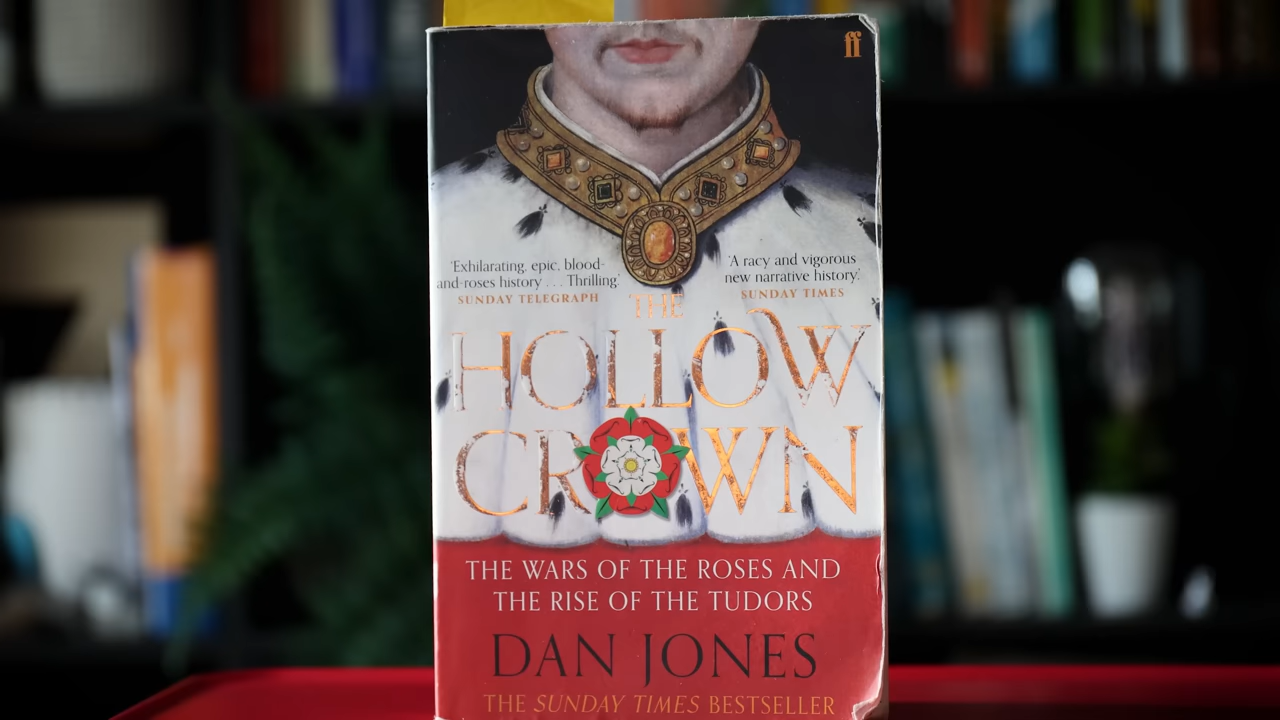 ff
'Exhilarating, epic, blood-
and-roses history . . . Thrilling.'
SUNDAY TELEGRAPH
'A racy and vigorous
new narrative history.'
SUNDAY TIMES
THE
HOLLOW
CROWN
THE WARS OF THE ROSES AND
THE RISE OF THE TUDORS
DAN JONES
THE SUNDAY TIMES BESTSELLER